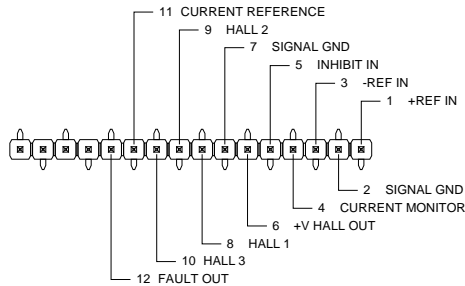 11 CURRENT REFERENCE
9 HALL 2
7 SIGNAL GND
5 INHIBIT IN
3 -REF IN
1 +REF IN
2 SIGNAL GND
4 CURRENT MONITOR
6 +V HALL OUT
8 HALL 1
10 HALL 3
12 FAULT OUT